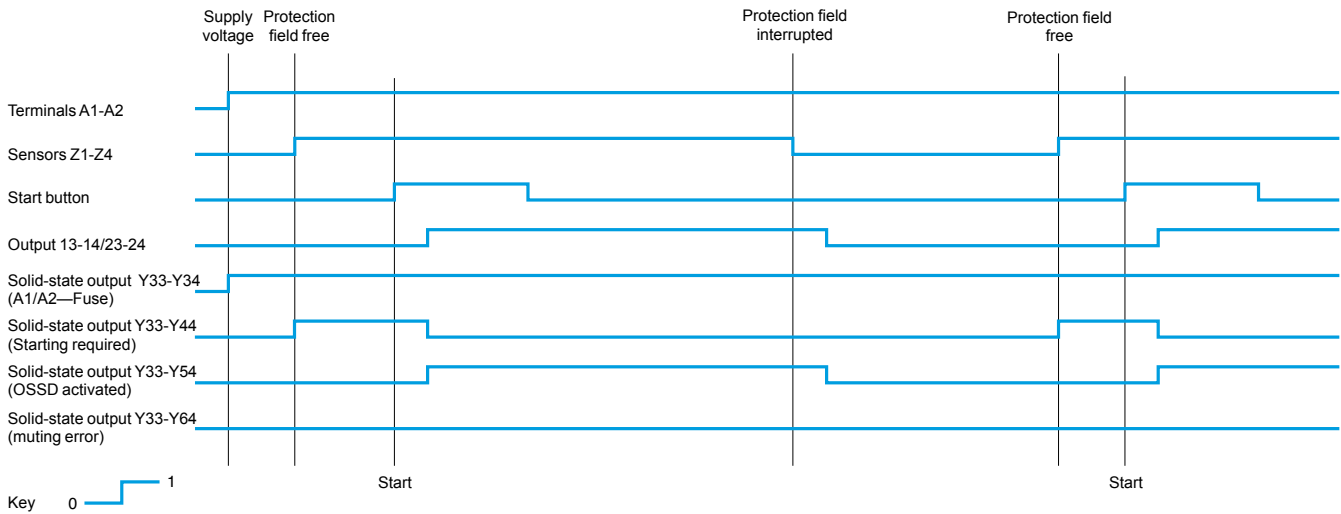 Supply voltage
Protection field free
Protection field interrupted
Protection field free
Terminals A1-A2
Sensors Z1-Z4
Start button
Output 13-14/23-24
Solid-state output Y33-Y34
(A1/A2—Fuse)
Solid-state output Y33-Y44
(Starting required)
Solid-state output Y33-Y54
(OSSD activated)
Solid-state output Y33-Y64
(muting error)
Start
Start
Key 0 1